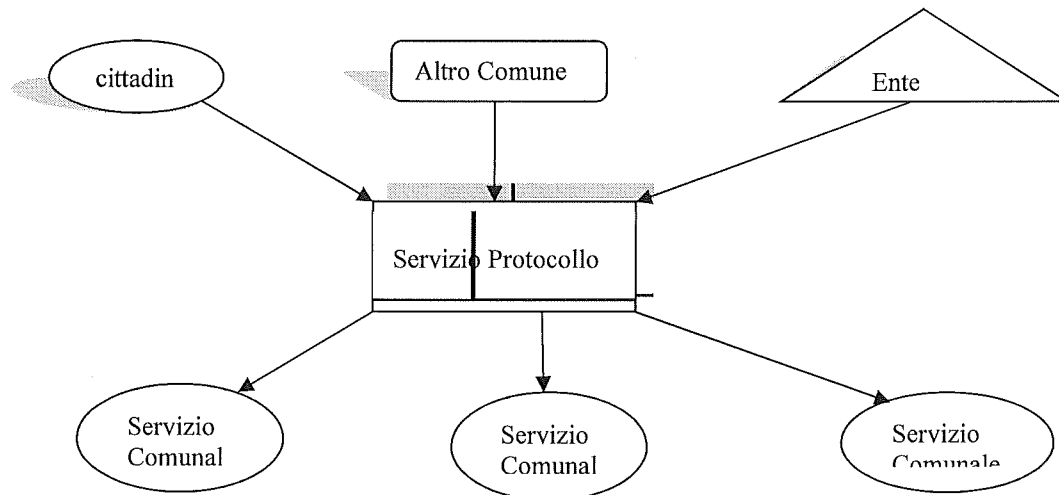 cittadin
Altro Comune
Ente
Servizio Protocollo
Servizio
Comunal
Servizio
Comunal
Servizio
Comunale